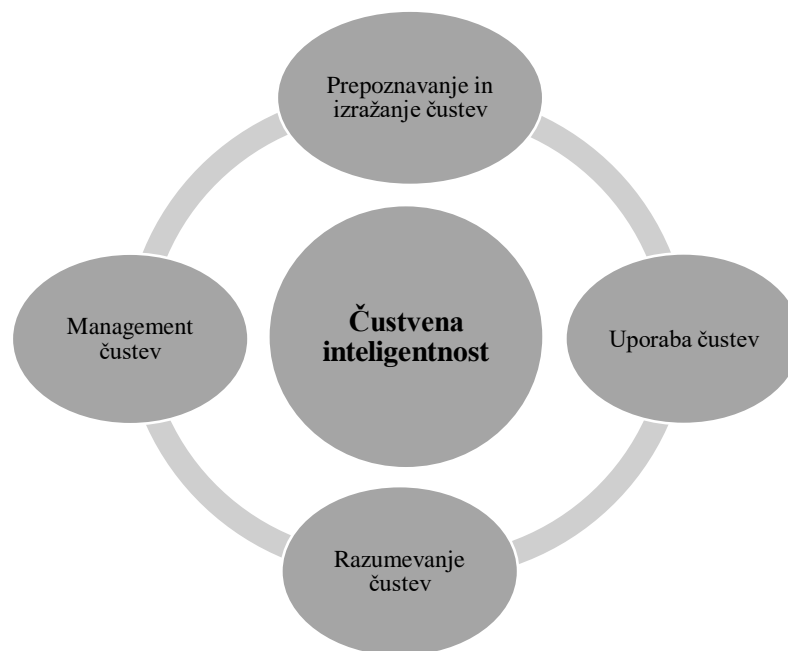 Prepoznavanje in
izražanje čustev
Management
čustev
Čustvena
inteligentnost
Uporaba čustev
Razumevanje
čustev